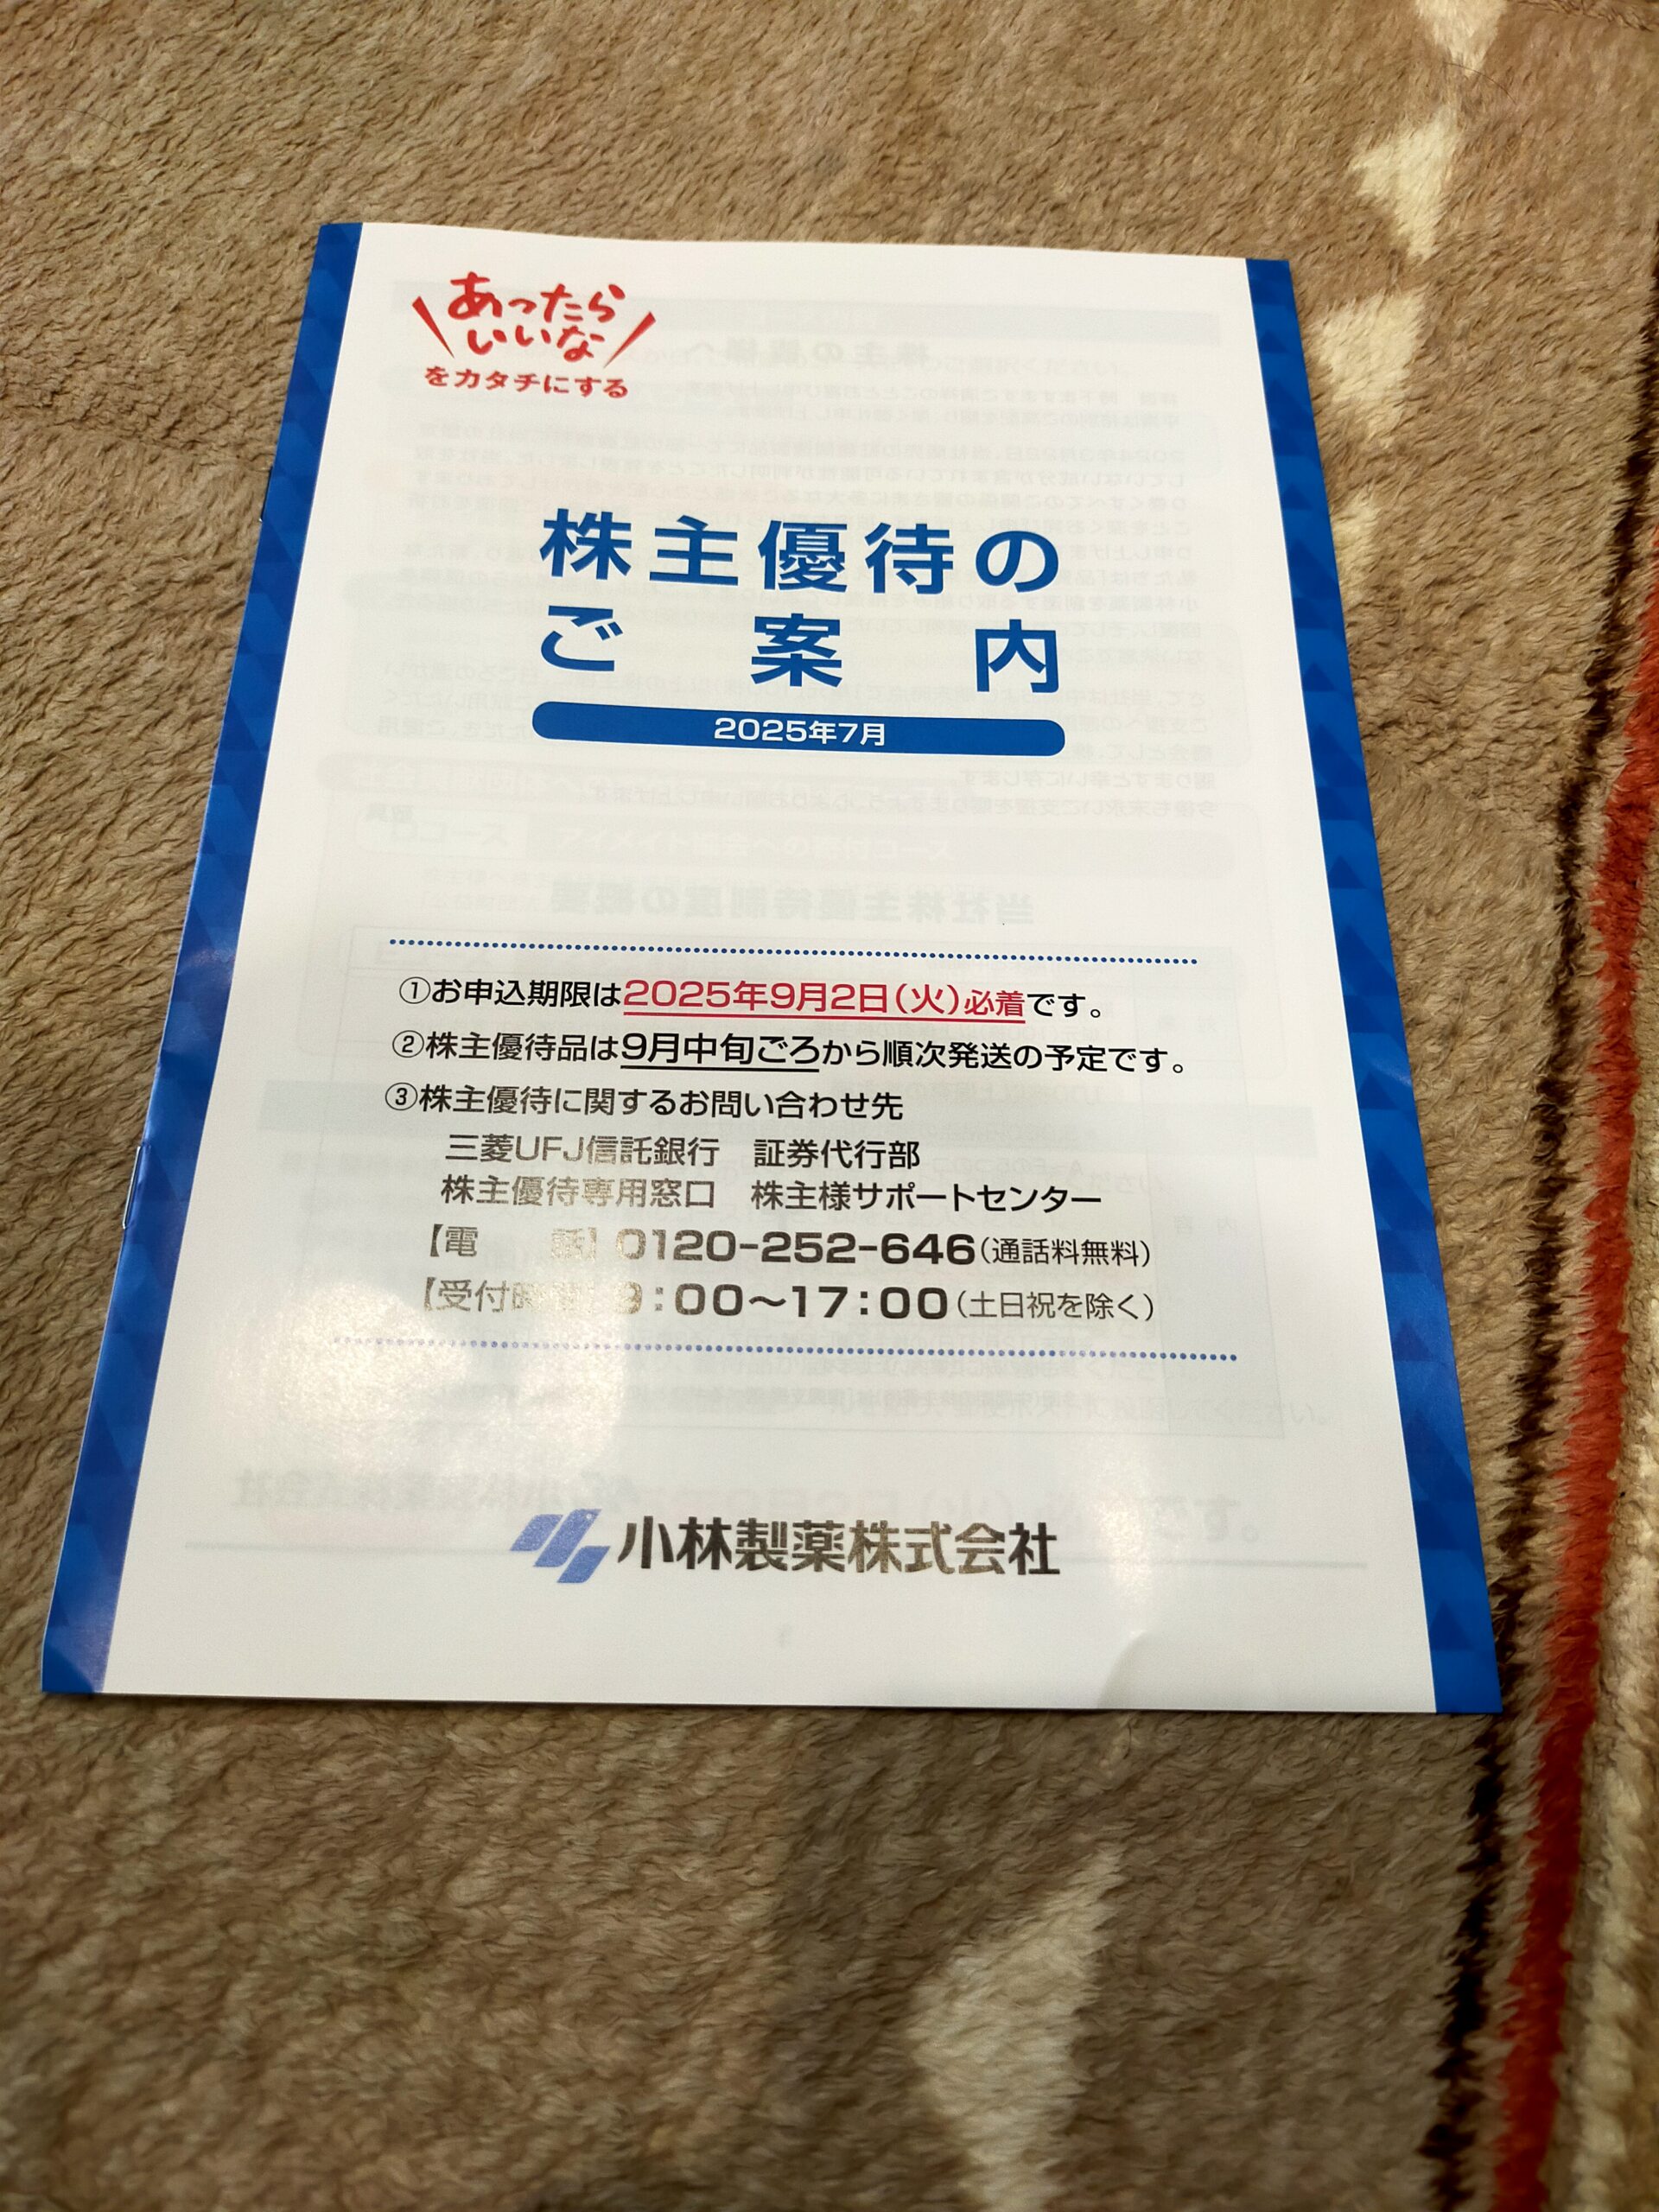 あったら
いいな
をカタチにする
株主優待の
ご案内
2025年7月
①お申込期限は2025年9月2日(火)必着です。
②株主優待品は9月中旬ごろから順次発送の予定です。
③株主優待に関するお問い合わせ先
三菱UFJ信託銀行 証券代行部
株主優待専用窓口 株主様サポートセンター
【電 話】0120-252-646(通話料無料)
【受付時間】9:00～17:00(土日祝を除く)
小林製薬株式会社